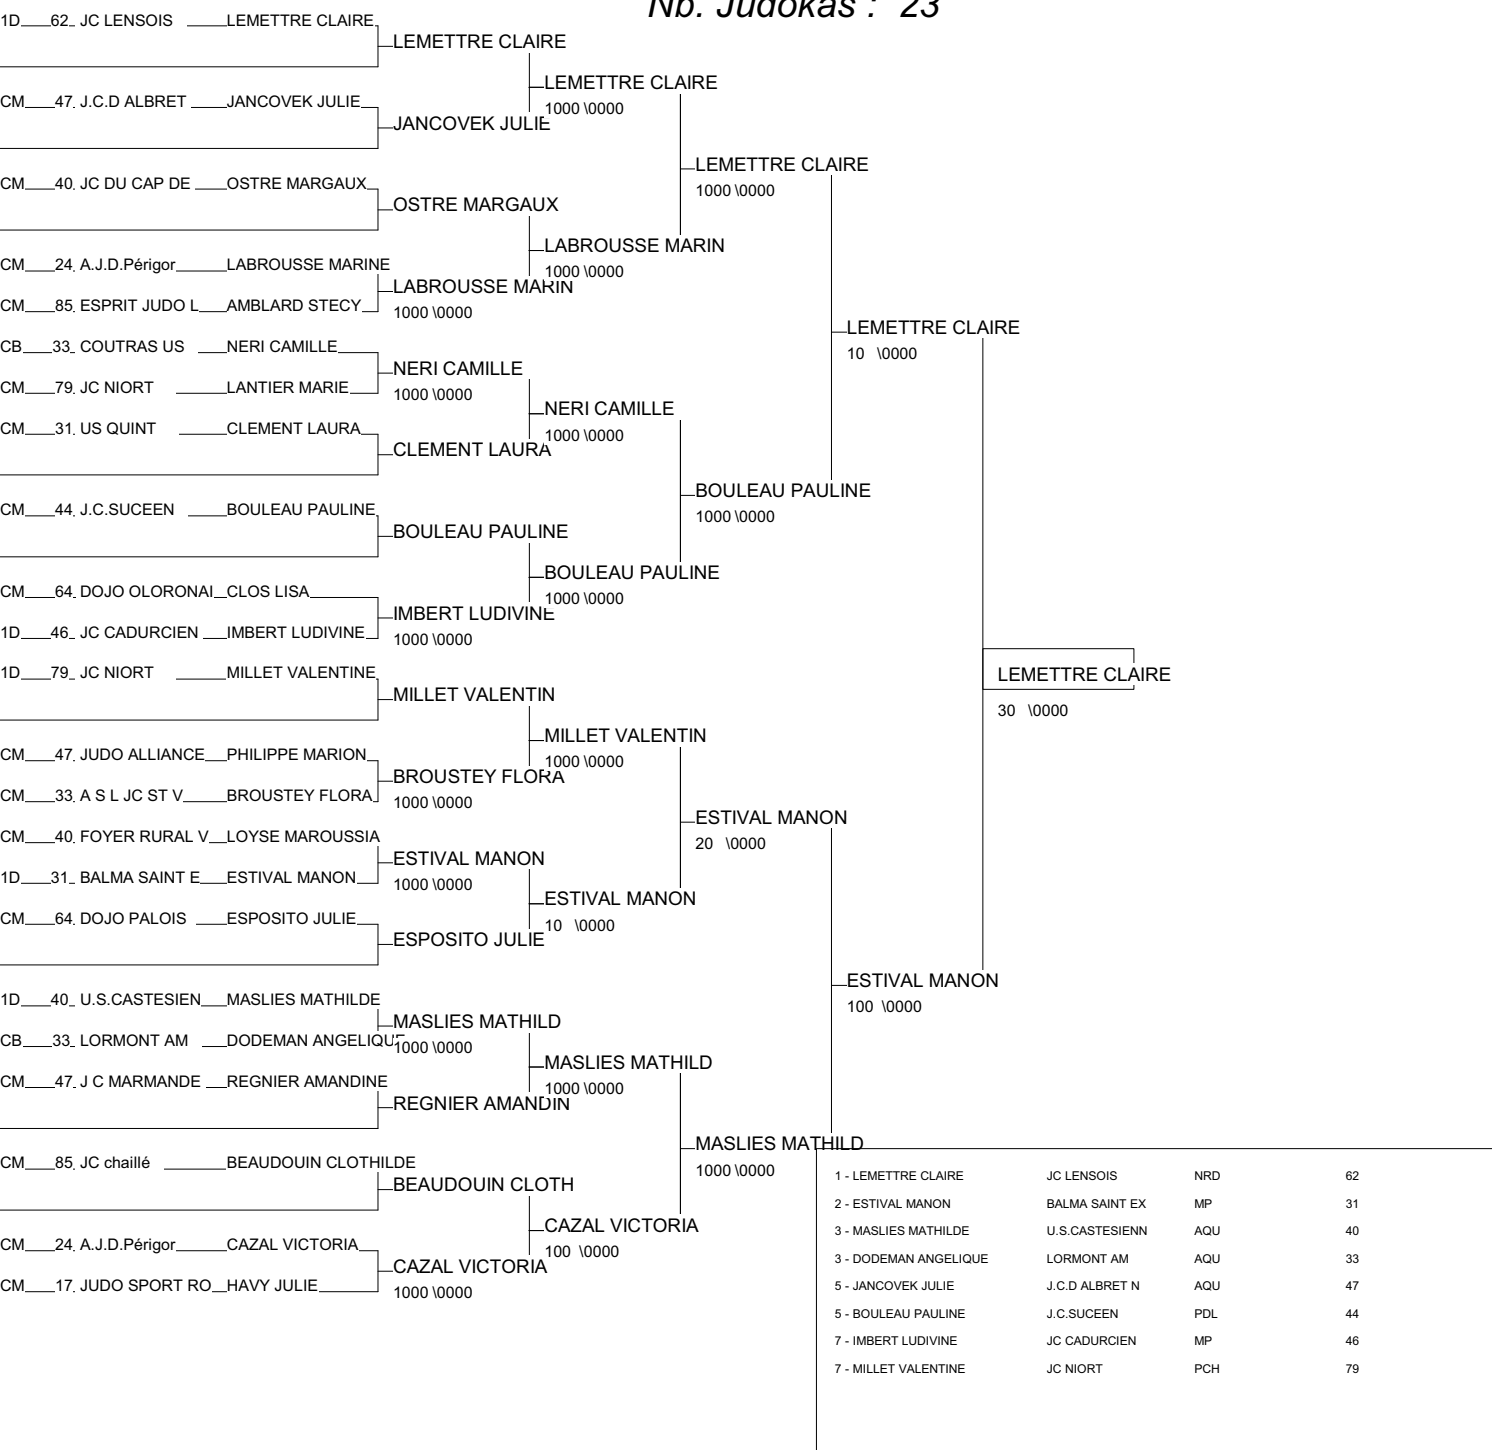 Nb. Judokas : 23
1D 62 JC LENSOIS LEMETTRE CLAIRE
LEMETTRE CLAIRE
LEMETTRE CLAIRE
1000 \0000
CM 47 J.C.D ALBRET JANCOVEK JULIE
JANCOVEK JULIE
LEMETTRE CLAIRE
1000 \0000
CM 40 JC DU CAP DE OSTRE MARGAUX
OSTRE MARGAUX
LABROUSSE MARIN
1000 \0000
CM 24 A.J.D.Périgor LABROUSSE MARINE
LABROUSSE MARIN
1000 \0000
CM 85 ESPRIT JUDO L AMBLARD STECY
LEMETTRE CLAIRE
10 \0000
CB 33 COUTRAS US NERI CAMILLE
NERI CAMILLE
1000 \0000
CM 79 JC NIORT LANTIER MARIE
NERI CAMILLE
1000 \0000
CM 31 US QUINT CLEMENT LAURA
CLEMENT LAURA
BOULEAU PAULINE
1000 \0000
CM 44 J.C.SUCEEN BOULEAU PAULINE
BOULEAU PAULINE
BOULEAU PAULINE
1000 \0000
CM 64 DOJO OLORONAI CLOS LISA
IMBERT LUDIVINE
1000 \0000
1D 46 JC CADURCIEN IMBERT LUDIVINE
LEMETTRE CLAIRE
30 \0000
1D 79 JC NIORT MILLET VALENTINE
MILLET VALENTIN
MILLET VALENTIN
1000 \0000
CM 47 JUDO ALLIANCE PHILIPPE MARION
BROUSTEY FLORA
1000 \0000
CM 33 A S L JC ST V BROUSTEY FLORA
ESTIVAL MANON
20 \0000
CM 40 FOYER RURAL V LOYSE MAROUSSIA
ESTIVAL MANON
1000 \0000
1D 31 BALMA SAINT E ESTIVAL MANON
ESTIVAL MANON
10 \0000
CM 64 DOJO PALOIS ESPOSITO JULIE
ESPOSITO JULIE
ESTIVAL MANON
100 \0000
1D 40 U.S.CASTESIEN MASLIES MATHILDE
MASLIES MATHILD
1000 \0000
CB 33 LORMONT AM DODEMAN ANGELIQUE
MASLIES MATHILD
1000 \0000
CM 47 J C MARMANDE REGNIER AMANDINE
REGNIER AMANDIN
MASLIES MATHILD
1000 \0000
CM 85 JC chaillé BEAUDOUIN CLOTHILDE
BEAUDOUIN CLOTH
CAZAL VICTORIA
100 \0000
CM 24 A.J.D.Périgor CAZAL VICTORIA
CAZAL VICTORIA
1000 \0000
CM 17 JUDO SPORT RO HAVY JULIE
1 - LEMETTRE CLAIRE JC LENSOIS NRD 62
2 - ESTIVAL MANON BALMA SAINT EX MP 31
3 - MASLIES MATHILDE U.S.CASTESIENN AQU 40
3 - DODEMAN ANGELIQUE LORMONT AM AQU 33
5 - JANCOVEK JULIE J.C.D ALBRET N AQU 47
5 - BOULEAU PAULINE J.C.SUCEEN PDL 44
7 - IMBERT LUDIVINE JC CADURCIEN MP 46
7 - MILLET VALENTINE JC NIORT PCH 79